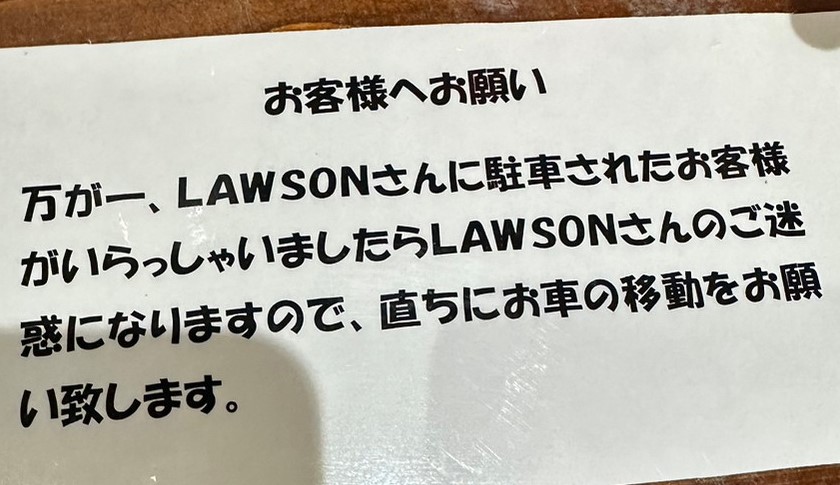 お客様へお願い
万が一、LAWSONさんに駐車されたお客様
がいらっしゃいましたらLAWSONさんのご迷
惑になりますので、直ちにお車の移動をお願
い致します。